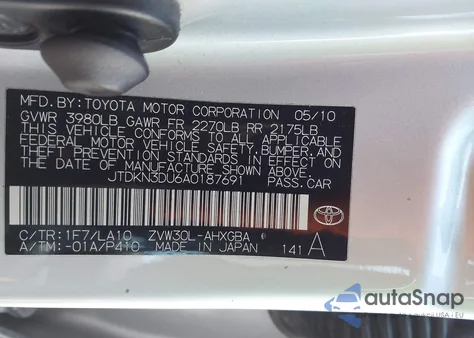 MFD.BY: TOYOTA MOTOR CORPORATION 05/10
GVWR 3980LB GAWR FR 2270LB RR 2175LB
THIS VEHICLE CONFORMS TO ALL APPLICABLE
FEDERAL MOTOR VEHICLE SAFETY, BUMPER, AND
THEFT PREVENTION STANDARDS IN EFFECT ON
THE DATE OF MANUFACTURE SHOWN ABOVE.
JTDKN3DU6A0187691 PASS.CAR
TOYOTA
C/TR: 1F7/LA10 ZVW30L-AHXGBA
A/TM: -01A/P410 MADE IN JAPAN 141 A
autoSnap